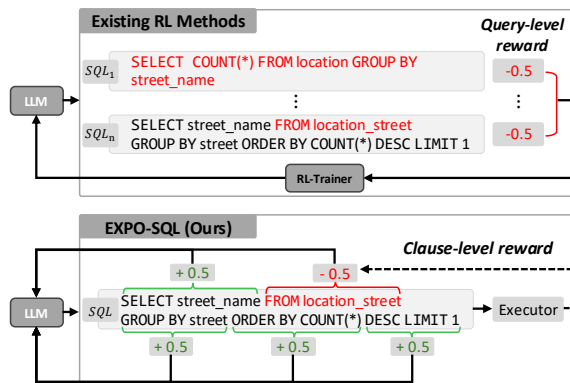 Existing RL Methods
Query-level
reward
SQL₁
SELECT COUNT(*) FROM location GROUP BY
street_name
-0.5
LLM
⋮
⋮
SQLₙ
SELECT street_name FROM location_street
GROUP BY street ORDER BY COUNT(*) DESC LIMIT 1
-0.5
RL-Trainer
EXPO-SQL (Ours)
Clause-level reward
+ 0.5
- 0.5
LLM
SQL
SELECT street_name FROM location_street
GROUP BY street ORDER BY COUNT(*) DESC LIMIT 1
Executor
+ 0.5
+ 0.5
+ 0.5